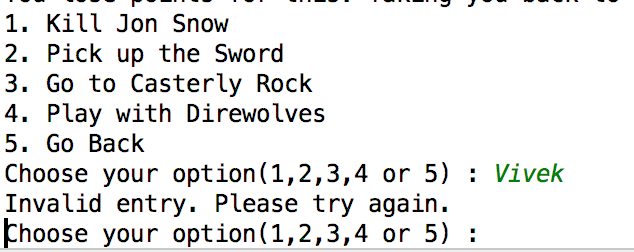 You lose points for this. Taking you back to
1. Kill Jon Snow
2. Pick up the Sword
3. Go to Casterly Rock
4. Play with Direwolves
5. Go Back
Choose your option(1,2,3,4 or 5) : Vivek
Invalid entry. Please try again.
Choose your option(1,2,3,4 or 5) :